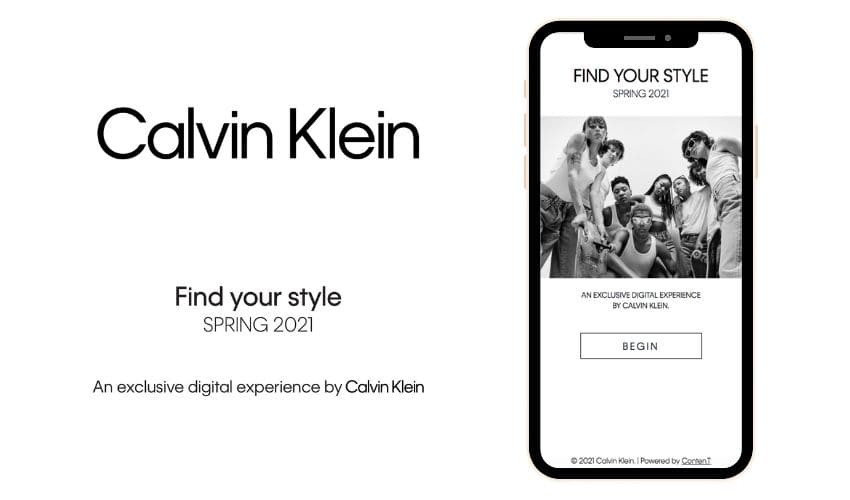 Calvin Klein
Find your style
SPRING 2021
An exclusive digital experience by Calvin Klein
FIND YOUR STYLE
SPRING 2021
AN EXCLUSIVE DIGITAL EXPERIENCE
BY CALVIN KLEIN.
BEGIN
© 2021 Calvin Klein. | Powered by Conten.T